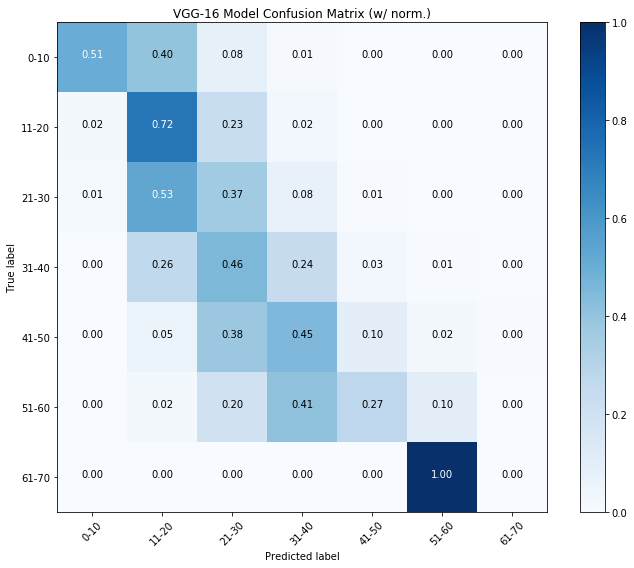 VGG-16 Model Confusion Matrix (w/ norm.)
0-10 0.51 0.40 0.08 0.01 0.00 0.00 0.00
11-20 0.02 0.72 0.23 0.02 0.00 0.00 0.00
21-30 0.01 0.53 0.37 0.08 0.01 0.00 0.00
31-40 0.00 0.26 0.46 0.24 0.03 0.01 0.00
41-50 0.00 0.05 0.38 0.45 0.10 0.02 0.00
51-60 0.00 0.02 0.20 0.41 0.27 0.10 0.00
61-70 0.00 0.00 0.00 0.00 0.00 1.00 0.00
0-10 11-20 21-30 31-40 41-50 51-60 61-70
Predicted label
True label
1.0
0.8
0.6
0.4
0.2
0.0